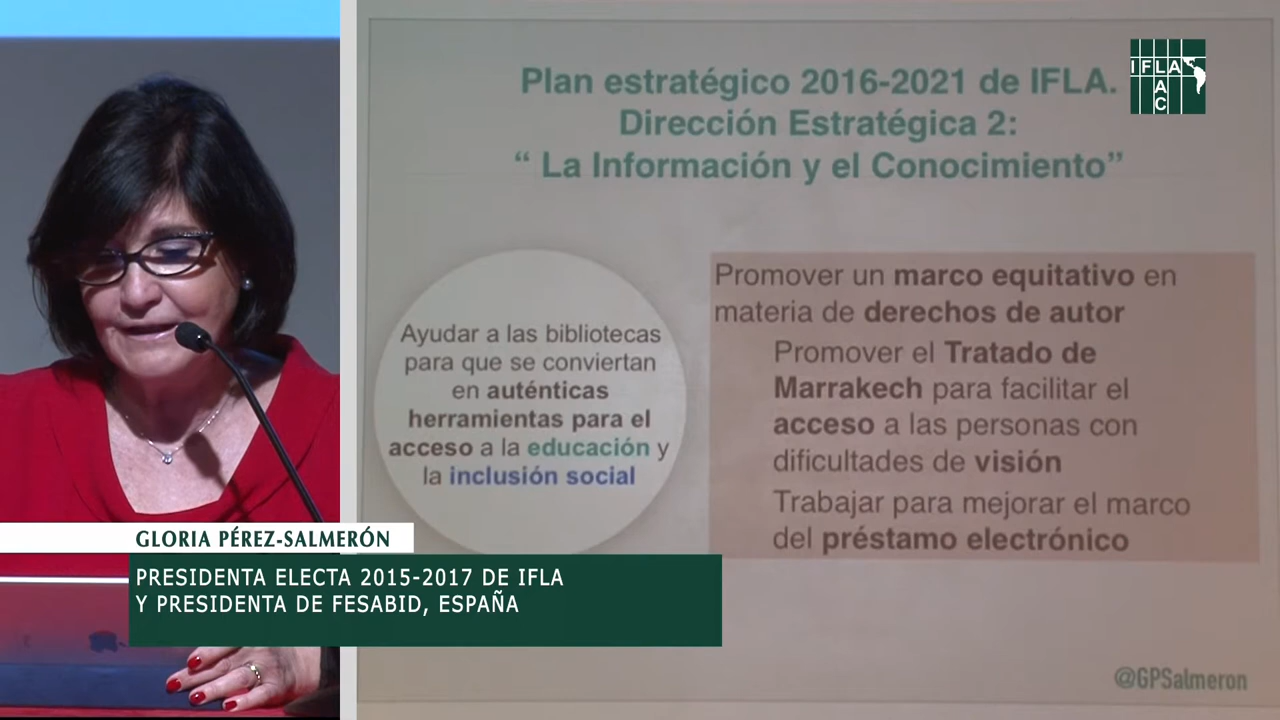 Plan estratégico 2016-2021 de IFLA.
Dirección Estratégica 2:
“ La Información y el Conocimiento”
IFLA
LAC
Ayudar a las bibliotecas
para que se conviertan
en auténticas
herramientas para el
acceso a la educación y
la inclusión social
Promover un marco equitativo en
materia de derechos de autor
Promover el Tratado de
Marrakech para facilitar el
acceso a las personas con
dificultades de visión
Trabajar para mejorar el marco
del préstamo electrónico
GLORIA PÉREZ-SALMERÓN
PRESIDENTA ELECTA 2015-2017 DE IFLA
Y PRESIDENTA DE FESABID, ESPAÑA
@GPSalmeron